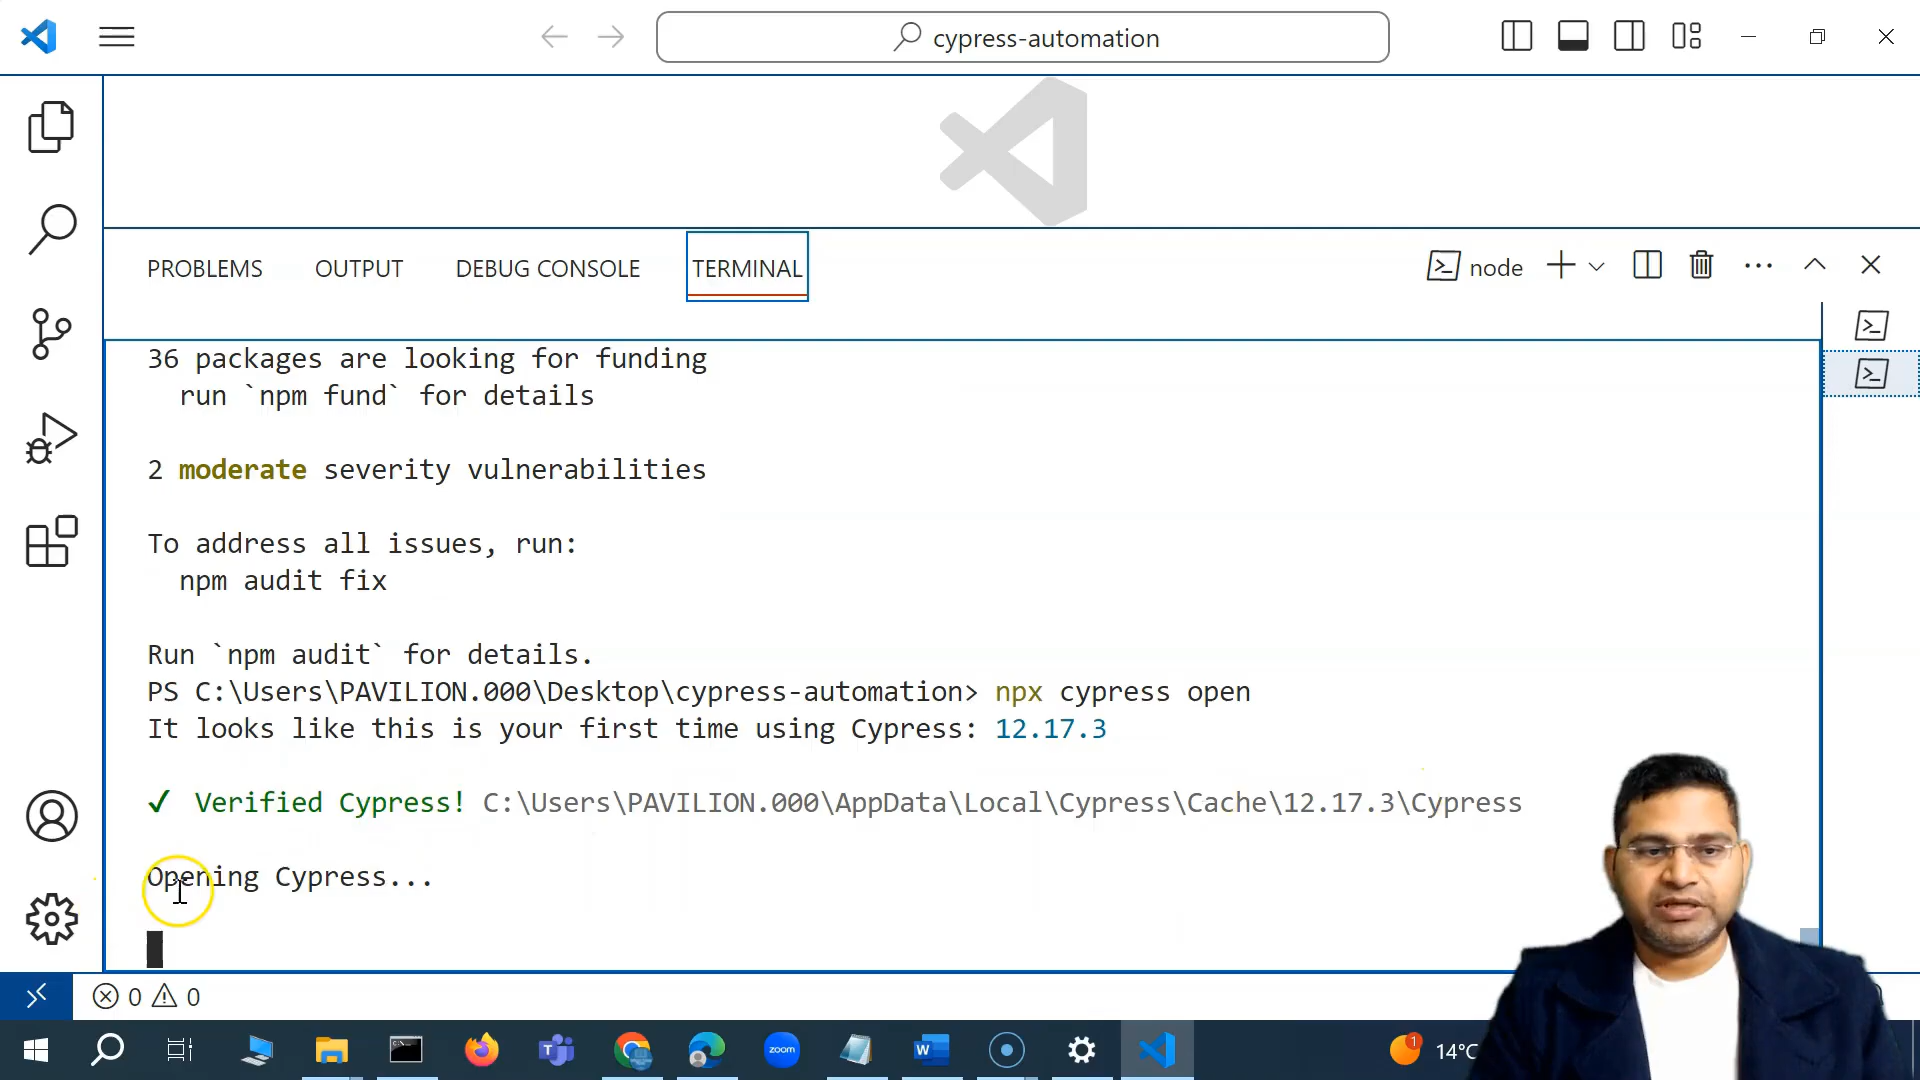 cypress-automation
PROBLEMS
OUTPUT
DEBUG CONSOLE
TERMINAL
node
36 packages are looking for funding
run `npm fund` for details
2 moderate severity vulnerabilities
To address all issues, run:
npm audit fix
Run `npm audit` for details.
PS C:\Users\PAVILION.000\Desktop\cypress-automation> npx cypress open
It looks like this is your first time using Cypress: 12.17.3
✓ Verified Cypress! C:\Users\PAVILION.000\AppData\Local\Cypress\Cache\12.17.3\Cypress
Opening Cypress...
0
0
zoom
1
14°C